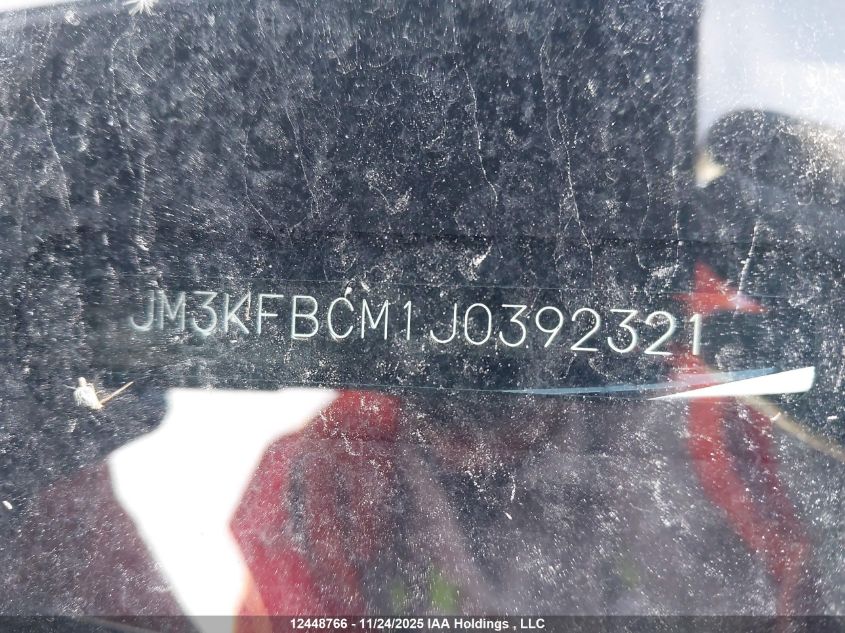 JM3KFBCM1J0392321
12448766 - 11/24/2025 IAA Holdings , LLC